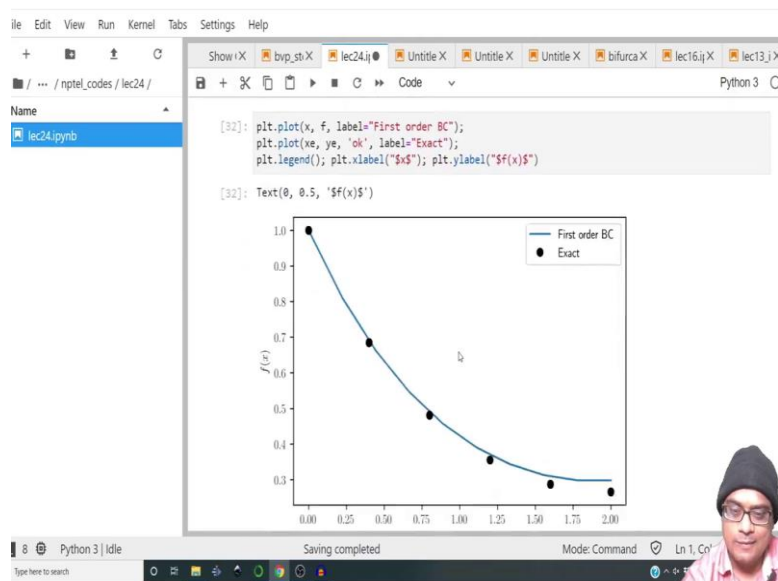 ile Edit View Run Kernel Tabs Settings Help
Show bvp_st lec24.ip Untitle Untitle Untitle bifurca lec16.ip lec13_i
/ ... / nptel_codes / lec24 /
Code
Python 3
Name
lec24.ipynb
[32]: plt.plot(x, f, label="First order BC");
plt.plot(xe, ye, 'ok', label="Exact");
plt.legend(); plt.xlabel("$x$"); plt.ylabel("$f(x)$")
[32]: Text(0, 0.5, '$f(x)$')
First order BC
Exact
1.0
0.9
0.8
0.7
0.6
0.5
0.4
0.3
f(x)
0.00 0.25 0.50 0.75 1.00 1.25 1.50 1.75 2.00
8 Python 3 | Idle Saving completed Mode: Command Ln 1, Co
Type here to search